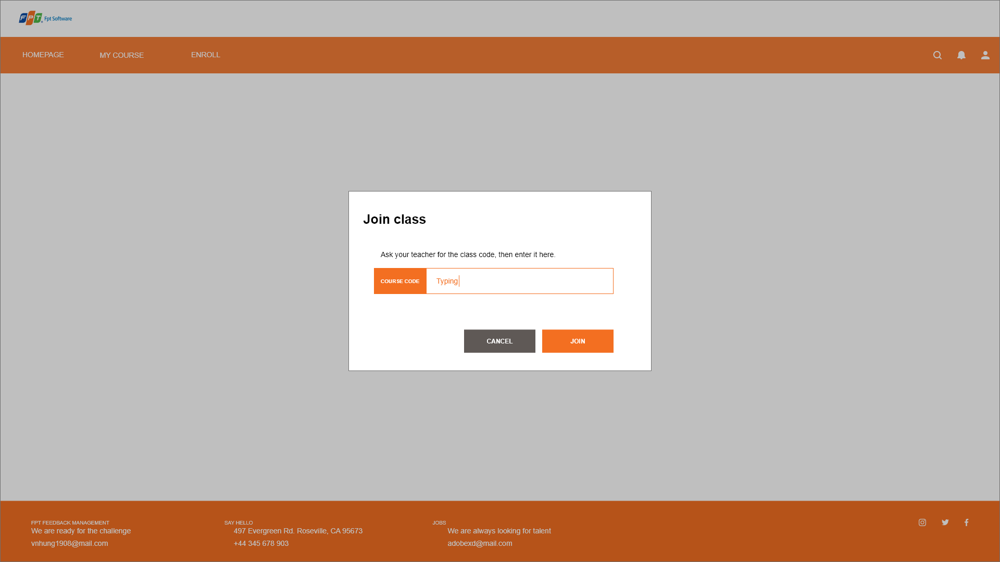 FPT Fpt Software
HOMEPAGE MY COURSE ENROLL
Join class
Ask your teacher for the class code, then enter it here.
COURSE CODE Typing
CANCEL JOIN
FPT FEEDBACK MANAGEMENT
We are ready for the challenge
vnhung1908@mail.com
SAY HELLO
497 Evergreen Rd. Roseville, CA 95673
+44 345 678 903
JOBS
We are always looking for talent
adobexd@mail.com